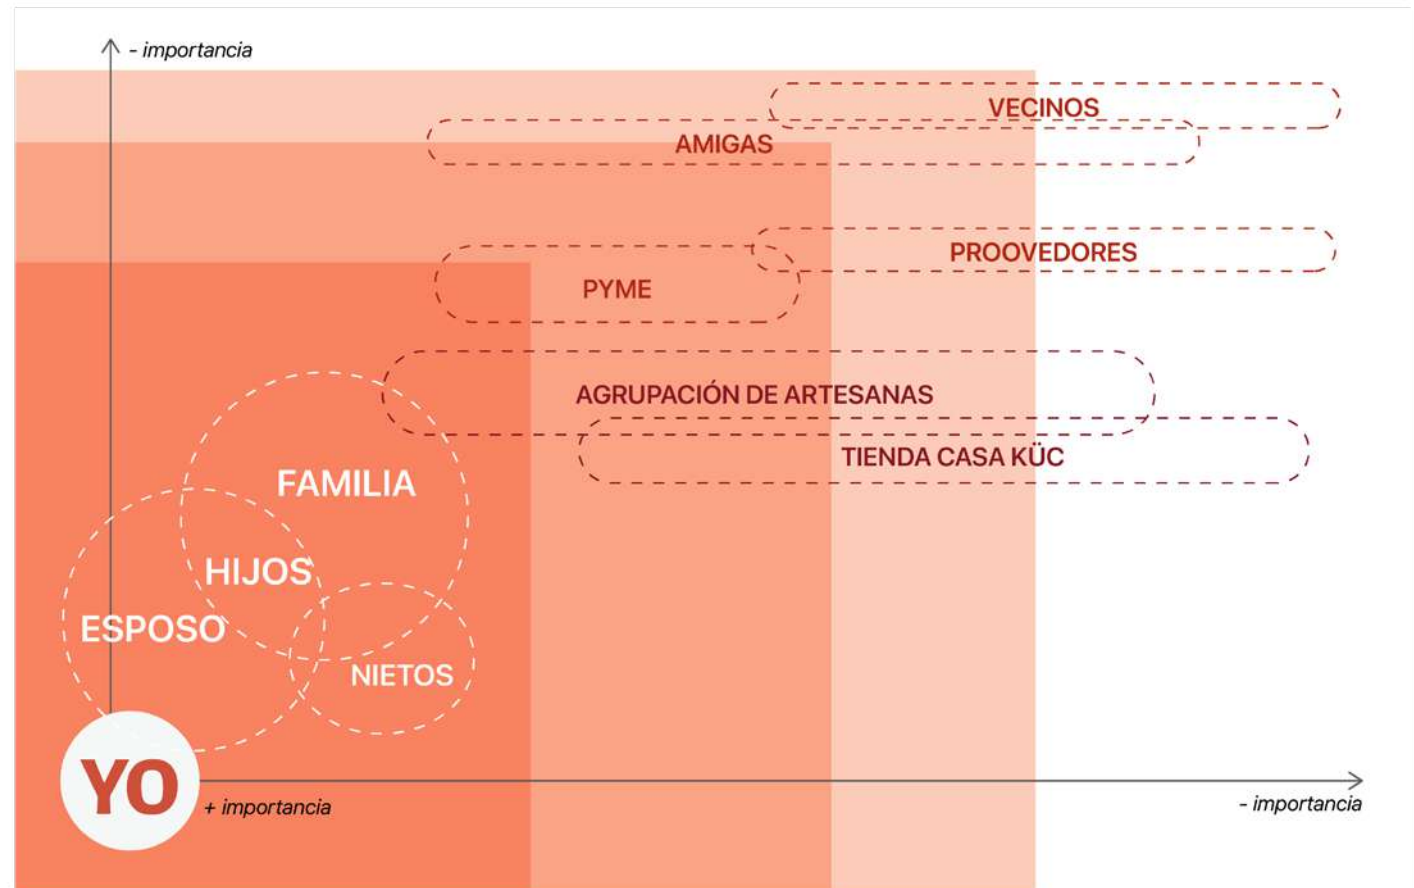 - importancia
VECINOS
AMIGAS
PROOVEDORES
PYME
AGRUPACIÓN DE ARTESANAS
TIENDA CASA KÜC
FAMILIA
HIJOS
ESPOSO
NIETOS
YO
+ importancia
- importancia